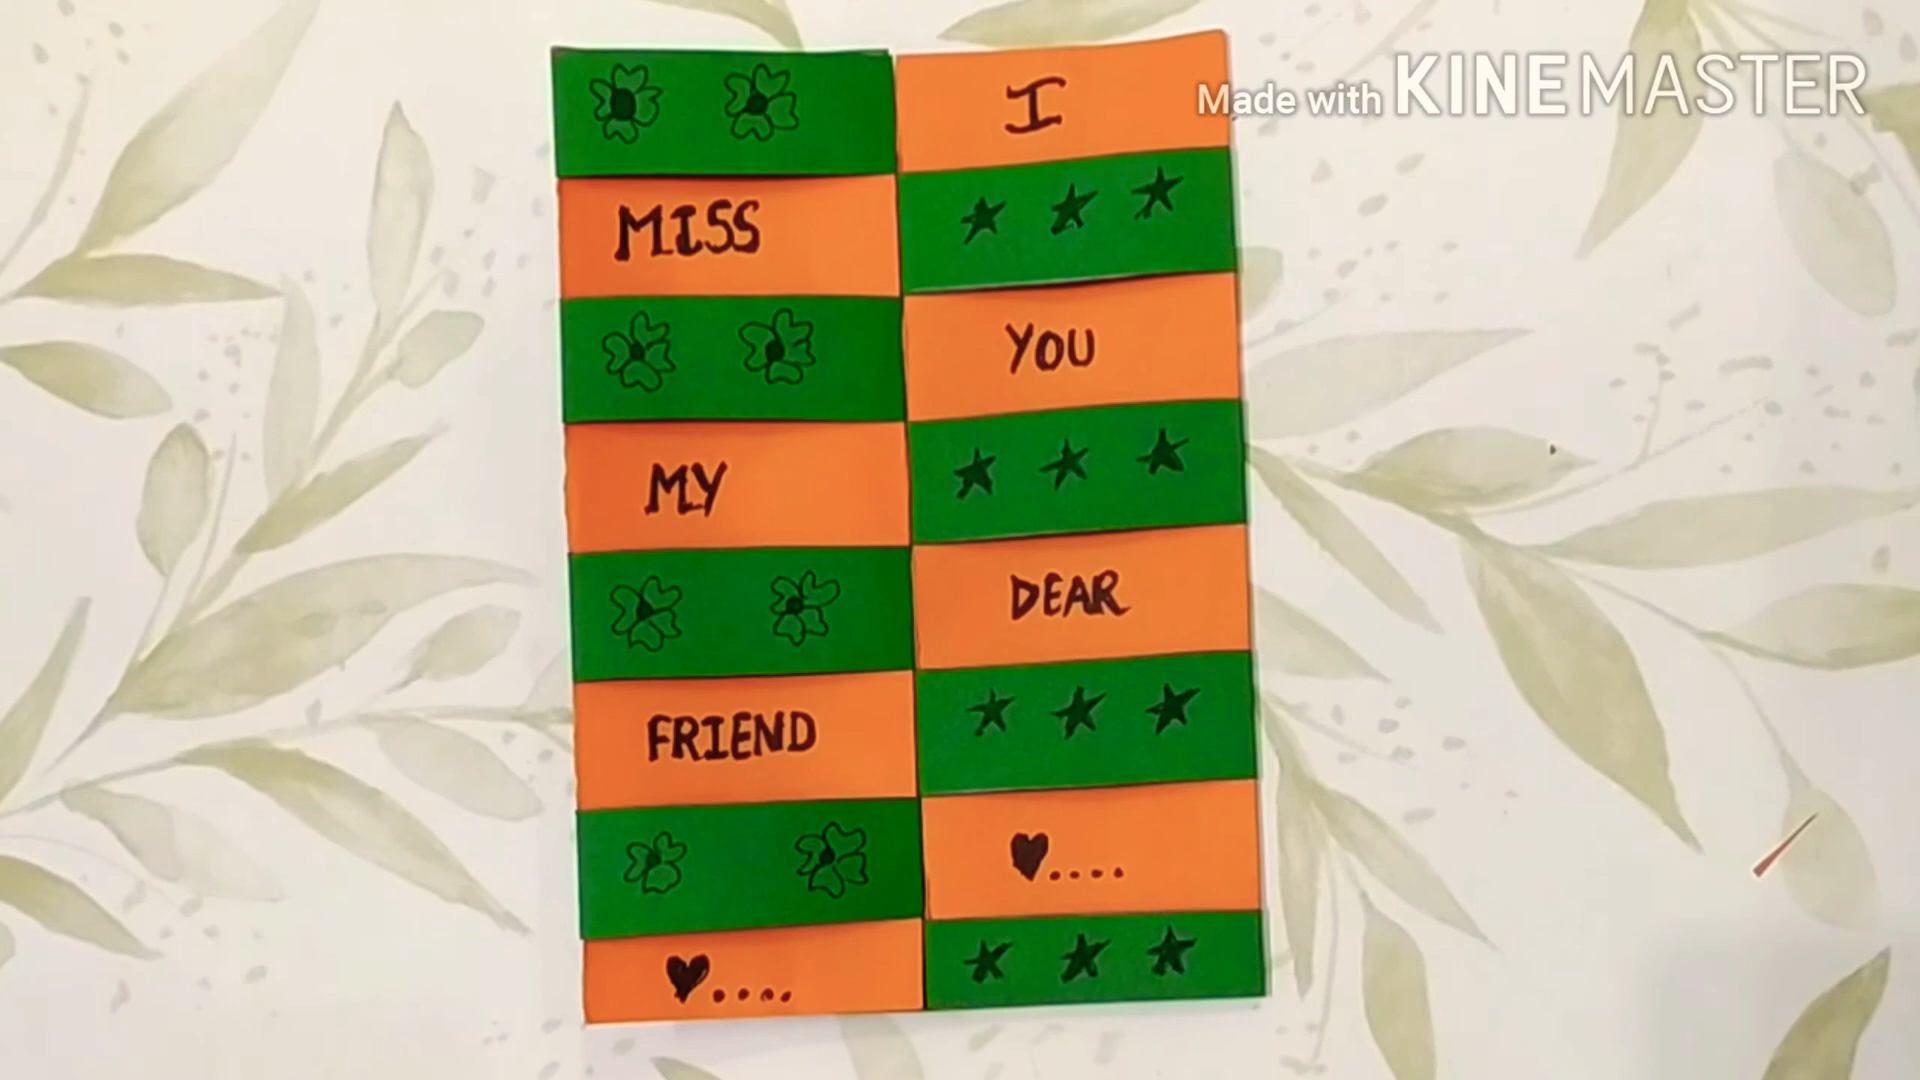 I
Made with KINEMASTER
MISS
YOU
MY
DEAR
FRIEND
♥....
♥....